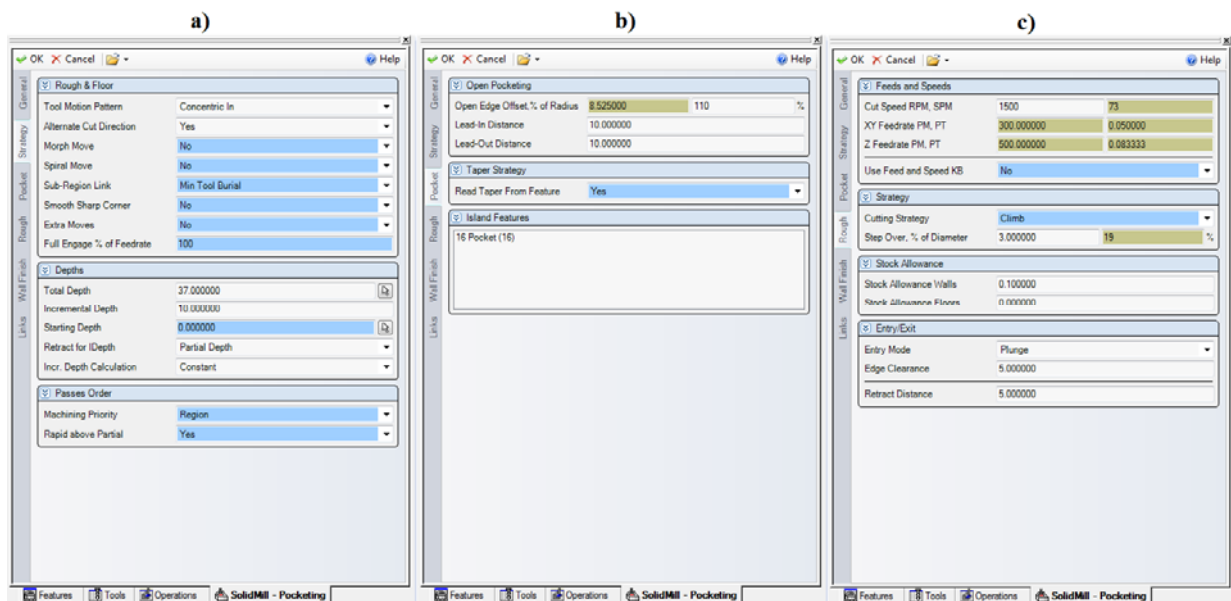 a)
OK Cancel Help
General
Strategy
Pocket
Rough
Wall Finish
Links
Rough & Floor
Tool Motion Pattern Concentric In
Alternate Cut Direction Yes
Morph Move No
Spiral Move No
Sub-Region Link Min Tool Burial
Smooth Sharp Corner No
Extra Moves No
Full Engage % of Feedrate 100
Depths
Total Depth 37.000000
Incremental Depth 10.000000
Starting Depth 0.000000
Retract for IDepth Partial Depth
Incr. Depth Calculation Constant
Passes Order
Machining Priority Region
Rapid above Partial Yes
Features Tools Operations SolidMill - Pocketing
b)
OK Cancel Help
General
Strategy
Pocket
Rough
Wall Finish
Links
Open Pocketing
Open Edge Offset,% of Radius 8.525000 110 %
Lead-In Distance 10.000000
Lead-Out Distance 10.000000
Taper Strategy
Read Taper From Feature Yes
Island Features
16 Pocket (16)
Features Tools Operations SolidMill - Pocketing
c)
OK Cancel Help
General
Strategy
Pocket
Rough
Wall Finish
Links
Feeds and Speeds
Cut Speed RPM, SPM 1500 73
XY Feedrate PM, PT 300.000000 0.050000
Z Feedrate PM, PT 500.000000 0.083333
Use Feed and Speed KB No
Strategy
Cutting Strategy Climb
Step Over, % of Diameter 3.000000 19 %
Stock Allowance
Stock Allowance Walls 0.100000
Stock Allowance Floors 0.000000
Entry/Exit
Entry Mode Plunge
Edge Clearance 5.000000
Retract Distance 5.000000
Features Tools Operations SolidMill - Pocketing